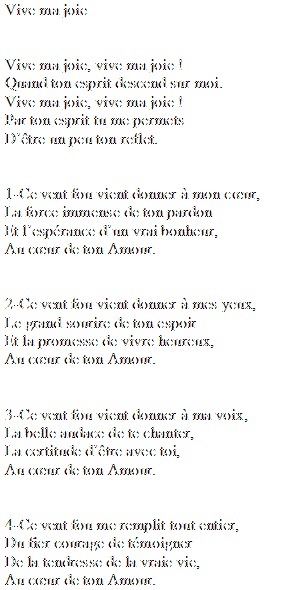 Vive ma joie
Vive ma joie, vive ma joie !
Quand ton esprit descend sur moi.
Vive ma joie, vive ma joie !
Par ton esprit tu me permets
D'être un peu ton reflet.
1-Ce vent fou vient donner à mon cœur,
La force immense de ton pardon
Et l'espérance d'un vrai bonheur,
Au cœur de ton Amour.
2-Ce vent fou vient donner à mes yeux,
Le grand sourire de ton espoir
Et la promesse de vivre heureux,
Au cœur de ton Amour.
3-Ce vent fou vient donner à ma voix,
La belle audace de te chanter,
La certitude d'être avec toi,
Au cœur de ton Amour.
4-Ce vent fou me remplit tout entier,
Du fier courage de témoigner
De la tendresse de la vraie vie,
Au cœur de ton Amour.